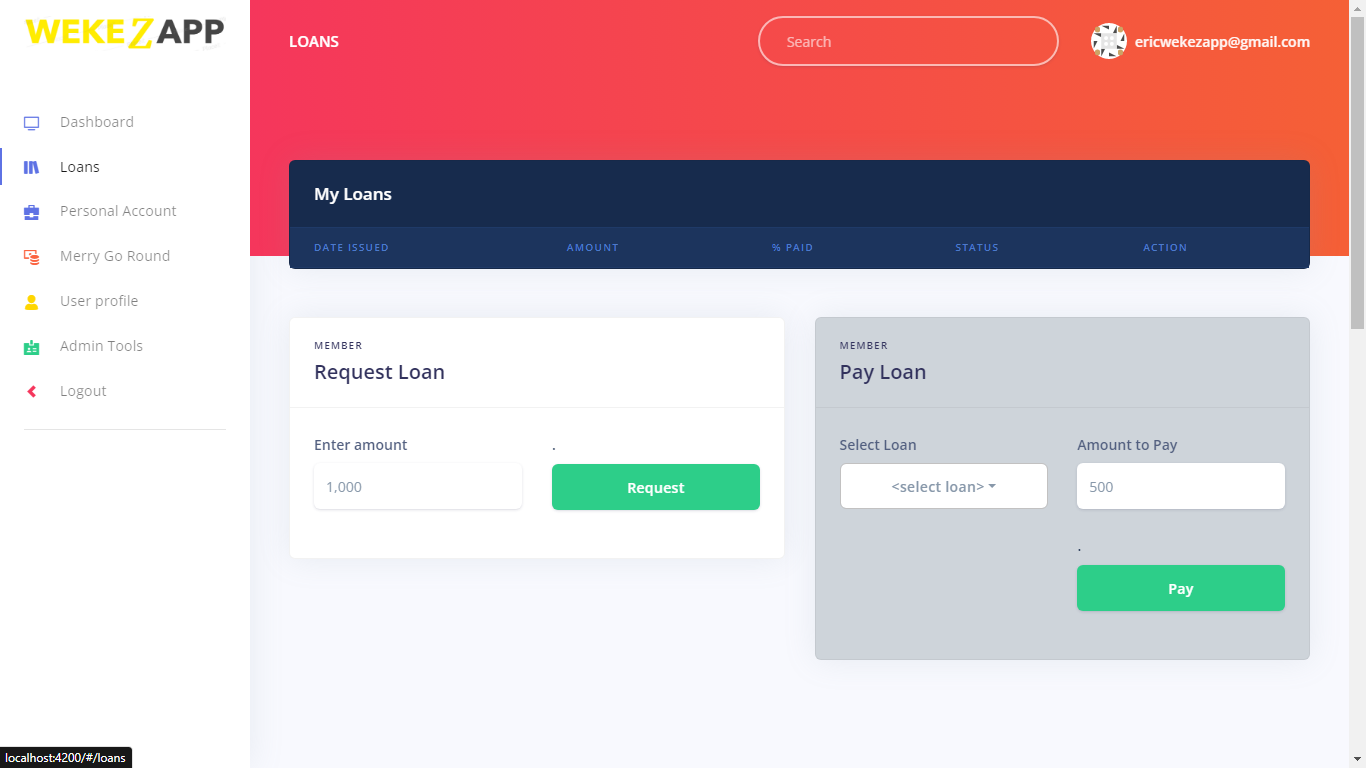 WEKEZAPP
LOANS
Search
ericwekezapp@gmail.com
Dashboard
Loans
Personal Account
Merry Go Round
User profile
Admin Tools
Logout
My Loans
DATE ISSUED AMOUNT % PAID STATUS ACTION
MEMBER
Request Loan
Enter amount .
1,000 Request
MEMBER
Pay Loan
Select Loan Amount to Pay
<select loan> 500
.
Pay
localhost:4200/#/loans